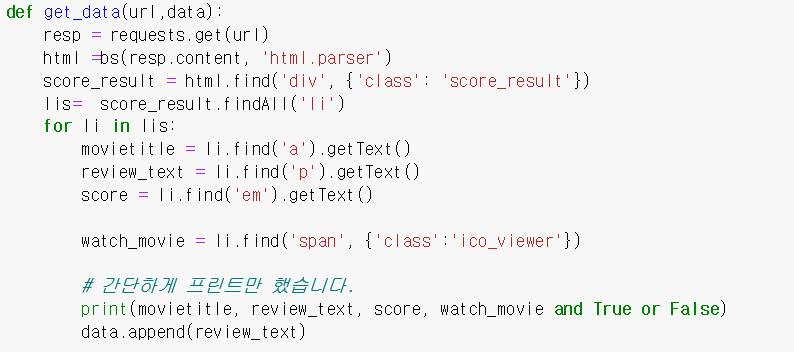 def get_data(url,data):
    resp = requests.get(url)
    html =bs(resp.content, 'html.parser')
    score_result = html.find('div', {'class': 'score_result'})
    lis=  score_result.findAll('li')
    for li in lis:
        movietitle = li.find('a').getText()
        review_text = li.find('p').getText()
        score = li.find('em').getText()
        watch_movie = li.find('span', {'class':'ico_viewer'})
        # 간단하게 프린트만 했습니다.
        print(movietitle, review_text, score, watch_movie and True or False)
        data.append(review_text)